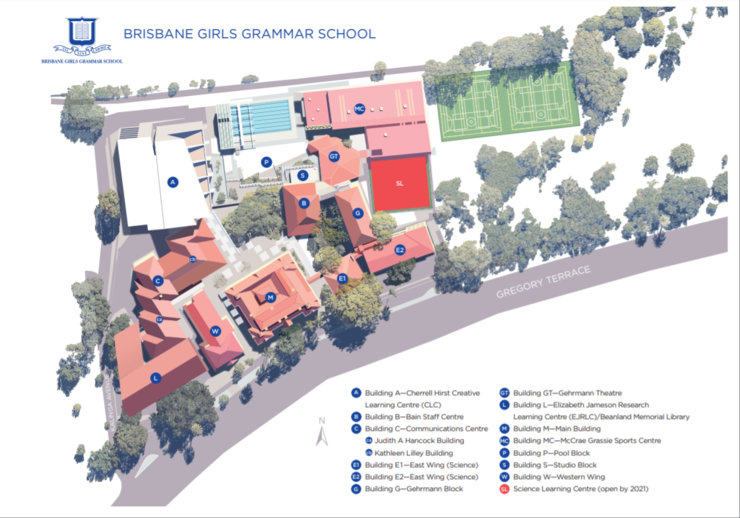 BRISBANE GIRLS GRAMMAR SCHOOL
BRISBANE GIRLS GRAMMAR SCHOOL
MC
GT
P
S
SL
A
B
G
E2
C
E1
M
W
L
GREGORY TERRACE
N
A Building A—Cherrell Hirst Creative
Learning Centre (CLC)
B Building B—Bain Staff Centre
C Building C—Communications Centre
Judith A Hancock Building
Kathleen Lilley Building
E1 Building E1—East Wing (Science)
E2 Building E2—East Wing (Science)
G Building G—Gehrmann Block
GT Building GT—Gehrmann Theatre
L Building L—Elizabeth Jameson Research
Learning Centre (EJRLC)/Beanland Memorial Library
M Building M—Main Building
MC Building MC—McCrae Grassie Sports Centre
P Building P—Pool Block
S Building S—Studio Block
W Building W—Western Wing
SL Science Learning Centre (open by 2021)